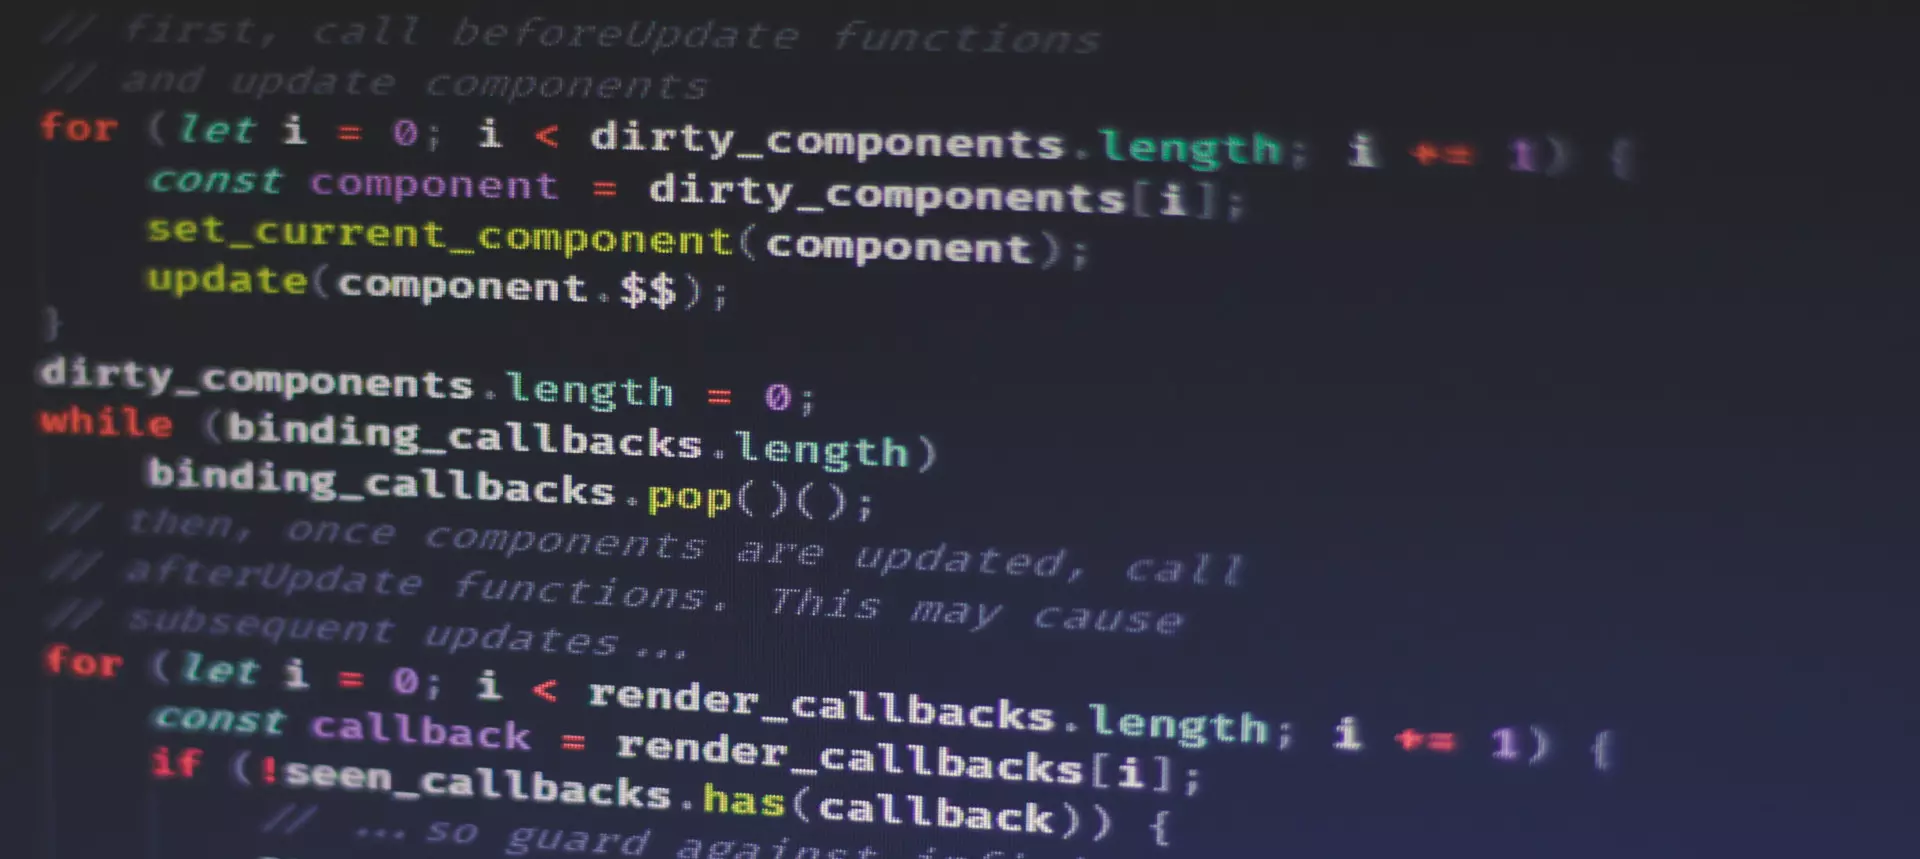 // first, call beforeUpdate functions
// and update components
for (let i = 0; i < dirty_components.length; i += 1) {
const component = dirty_components[i];
set_current_component(component);
update(component.$$);
}
dirty_components.length = 0;
while (binding_callbacks.length)
binding_callbacks.pop()();
// then, once components are updated, call
// afterUpdate functions. This may cause
// subsequent updates...
for (let i = 0; i < render_callbacks.length; i += 1) {
const callback = render_callbacks[i];
if (!seen_callbacks.has(callback)) {
// ...so guard against